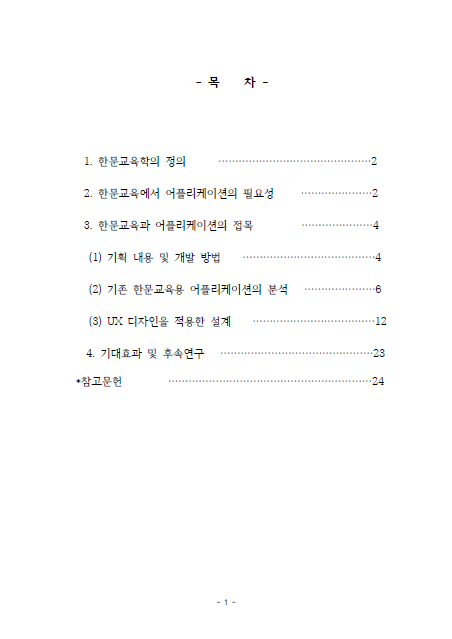 - 목 차 -
1. 한문교육학의 정의 ·············································2
2. 한문교육에서 어플리케이션의 필요성 ·····················2
3. 한문교육과 어플리케이션의 접목 ·····················4
(1) 기획 내용 및 개발 방법 ·······································4
(2) 기존 한문교육용 어플리케이션의 분석 ·····················6
(3) UX 디자인을 적용한 설계 ····································12
4. 기대효과 및 후속연구 ·············································23
*참고문헌 ····························································24
- 1 -